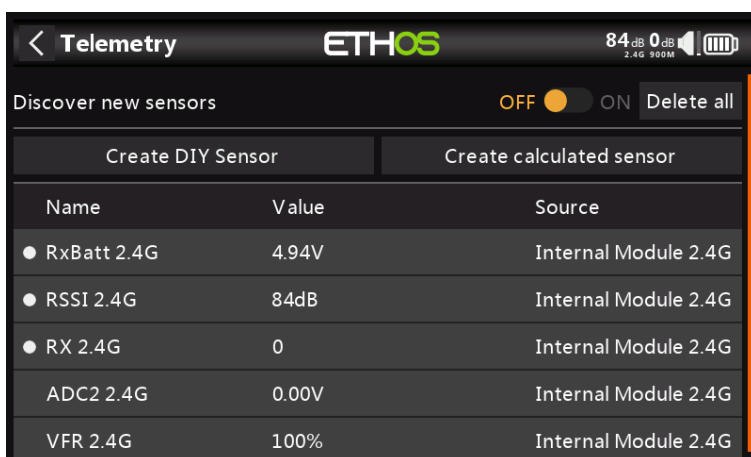 Telemetry ETHOS 84dB 0dB
2.4G 900M
Discover new sensors OFF ON Delete all
Create DIY Sensor Create calculated sensor
Name Value Source
RxBatt 2.4G 4.94V Internal Module 2.4G
RSSI 2.4G 84dB Internal Module 2.4G
RX 2.4G 0 Internal Module 2.4G
ADC2 2.4G 0.00V Internal Module 2.4G
VFR 2.4G 100% Internal Module 2.4G